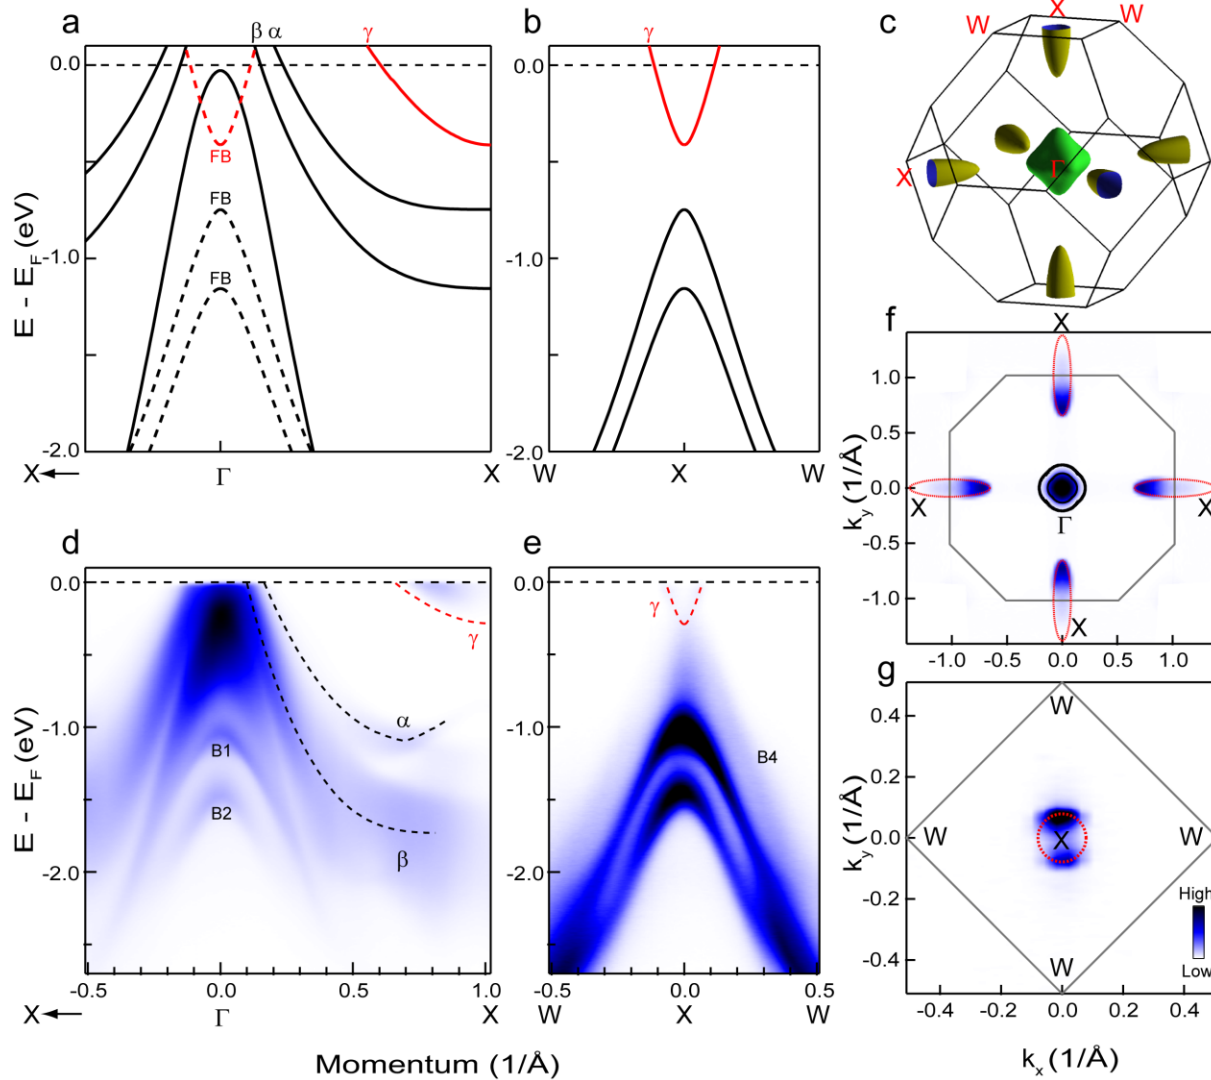 a
β α
γ
0.0
FB
FB
FB
-1.0
-2.0
E - E_F (eV)
X
Γ
X
b
γ
0.0
-1.0
-2.0
W
X
W
c
X
W
W
X
Γ
d
0.0
γ
α
-1.0
B1
B2
β
-2.0
E - E_F (eV)
-0.5
0.0
0.5
1.0
X
Γ
X
e
0.0
γ
-1.0
B4
-2.0
-0.5
0.0
0.5
W
X
W
Momentum (1/Å)
f
X
1.0
0.5
0.0
X
Γ
X
-0.5
-1.0
X
k_y (1/Å)
-1.0
-0.5
0.0
0.5
1.0
g
W
0.4
0.2
0.0
W
X
W
-0.2
-0.4
W
High
Low
k_y (1/Å)
-0.4
-0.2
0.0
0.2
0.4
k_x (1/Å)